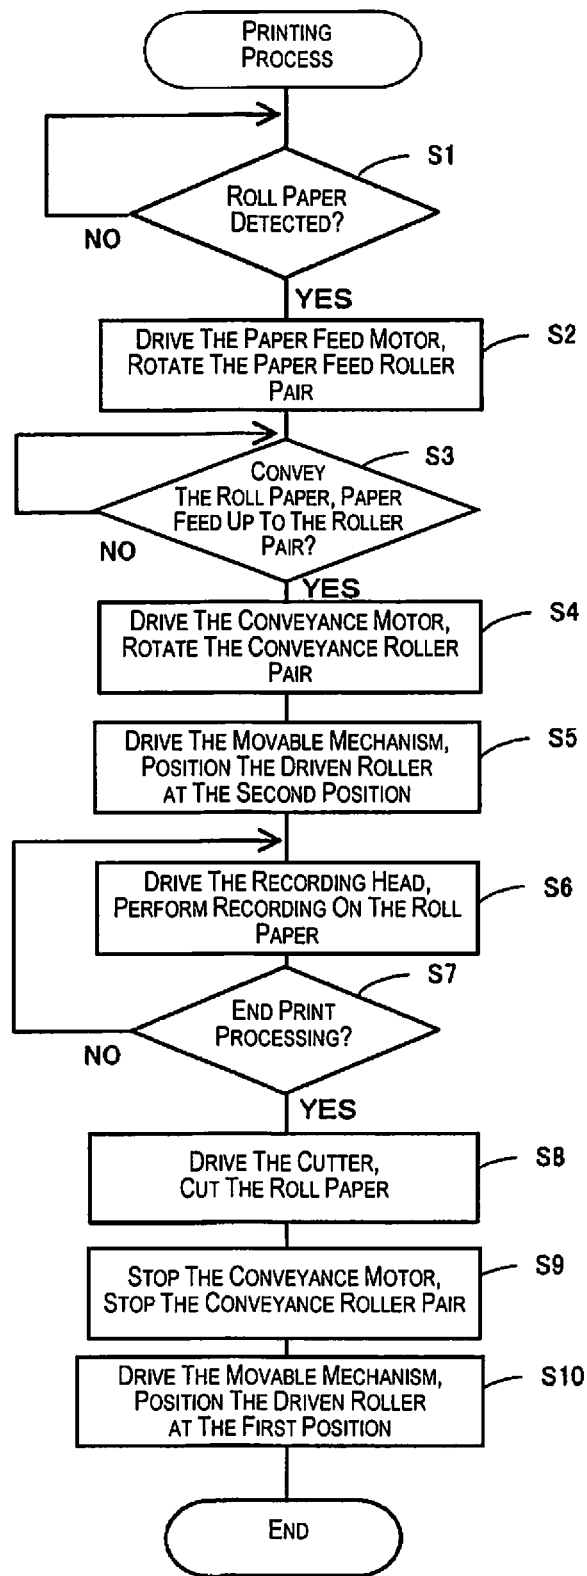 PRINTING
PROCESS
S1
ROLL PAPER
DETECTED?
NO
YES
S2
DRIVE THE PAPER FEED MOTOR,
ROTATE THE PAPER FEED ROLLER
PAIR
S3
CONVEY
THE ROLL PAPER, PAPER
FEED UP TO THE ROLLER
PAIR?
NO
YES
S4
DRIVE THE CONVEYANCE MOTOR,
ROTATE THE CONVEYANCE ROLLER
PAIR
S5
DRIVE THE MOVABLE MECHANISM,
POSITION THE DRIVEN ROLLER
AT THE SECOND POSITION
S6
DRIVE THE RECORDING HEAD,
PERFORM RECORDING ON THE ROLL
PAPER
S7
END PRINT
PROCESSING?
NO
YES
S8
DRIVE THE CUTTER,
CUT THE ROLL PAPER
S9
STOP THE CONVEYANCE MOTOR,
STOP THE CONVEYANCE ROLLER PAIR
S10
DRIVE THE MOVABLE MECHANISM,
POSITION THE DRIVEN ROLLER
AT THE FIRST POSITION
END